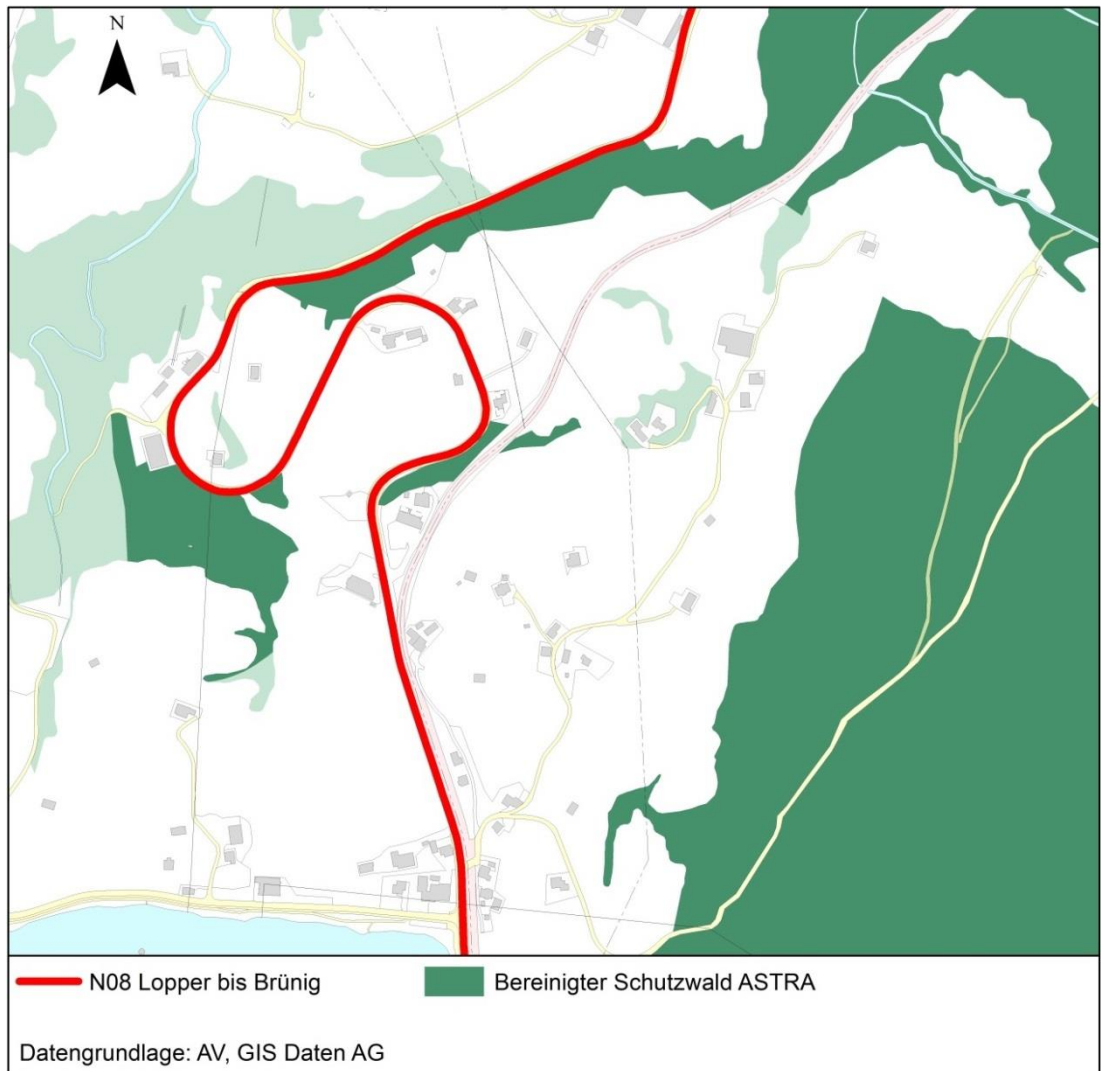 N
N08 Lopper bis Brünig
Bereinigter Schutzwald ASTRA
Datengrundlage: AV, GIS Daten AG